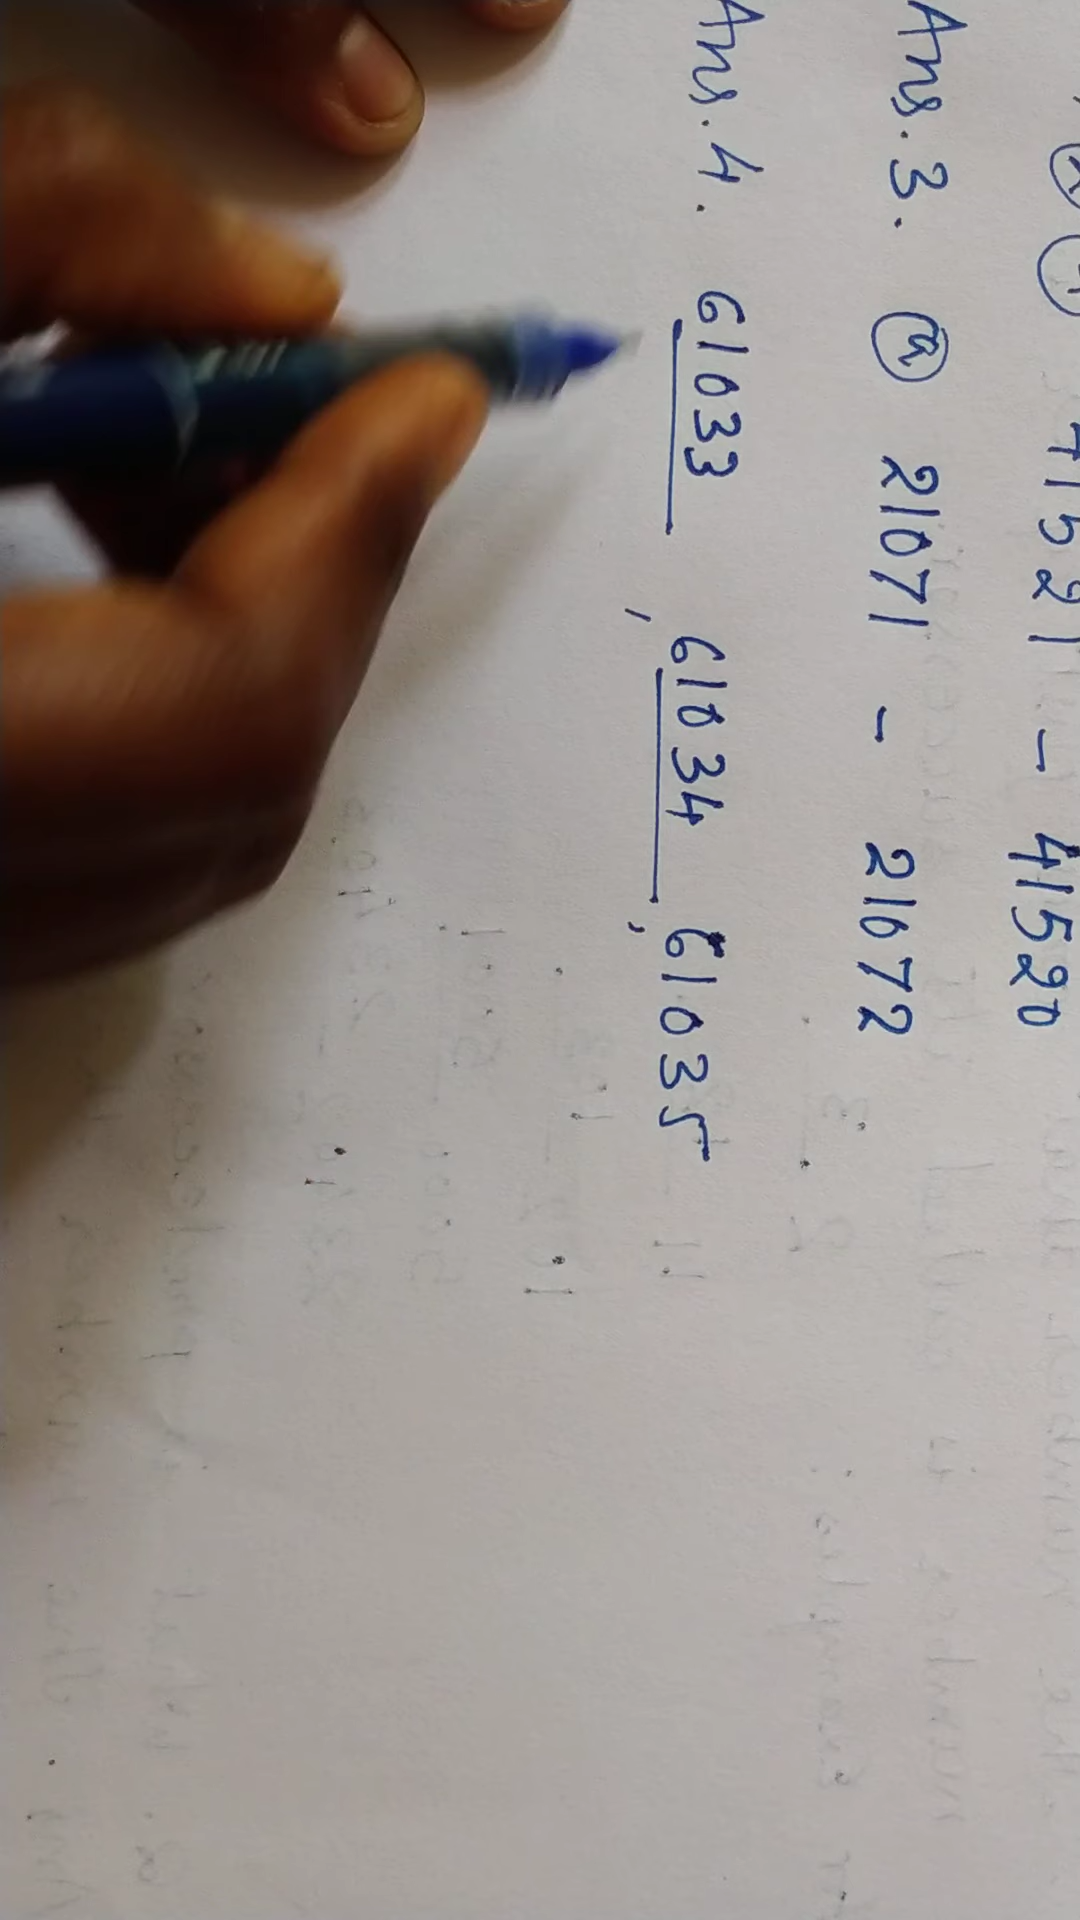 41521 - 41520
Ans. 3. (a) 21071 - 21072
Ans. 4. 61033, 61034, 61035